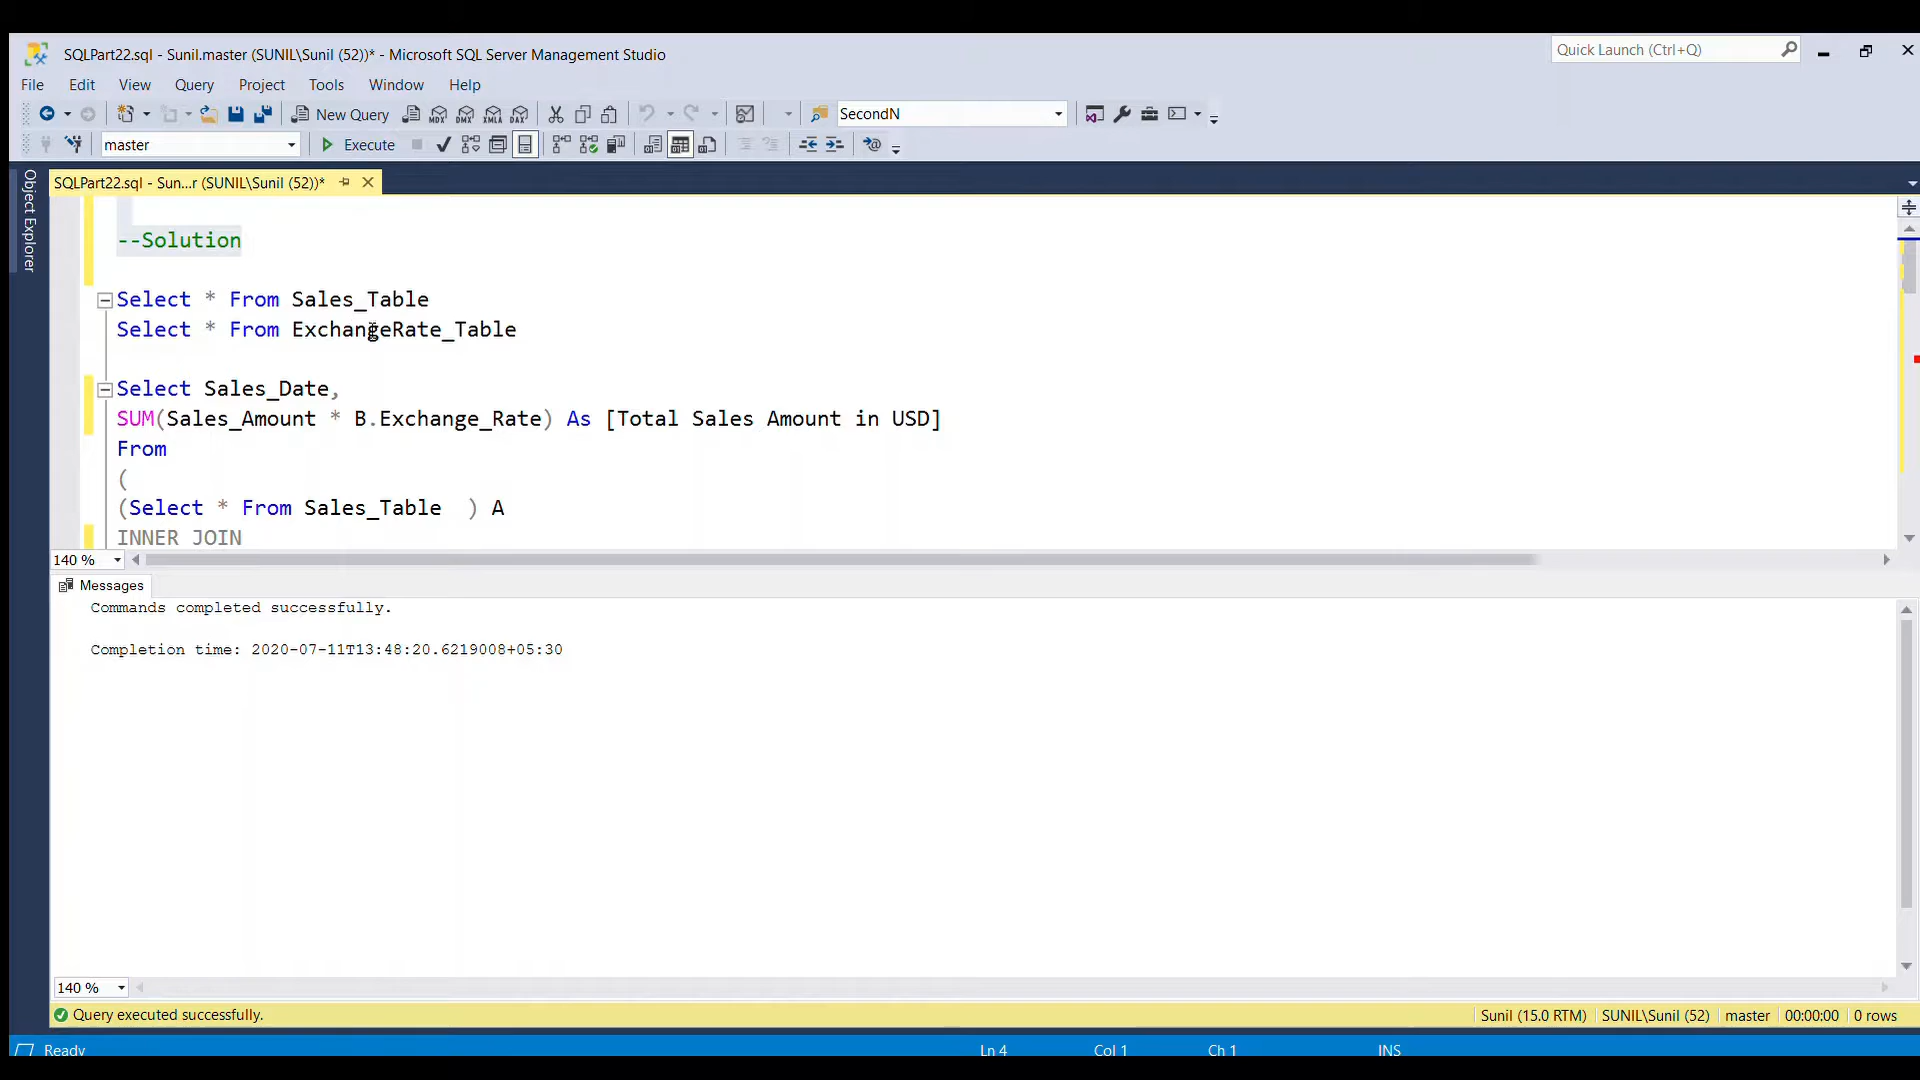 SQLPart22.sql - Sunil.master (SUNIL\Sunil (52))* - Microsoft SQL Server Management Studio
Quick Launch (Ctrl+Q)
File Edit View Query Project Tools Window Help
New Query MDX DMX XMLA DAX SecondN
master Execute
Object Explorer
SQLPart22.sql - Sun...r (SUNIL\Sunil (52))*
--Solution
Select * From Sales_Table
Select * From ExchangeRate_Table
Select Sales_Date,
SUM(Sales_Amount * B.Exchange_Rate) As [Total Sales Amount in USD]
From
(
(Select * From Sales_Table ) A
INNER JOIN
140 %
Messages
Commands completed successfully.
Completion time: 2020-07-11T13:48:20.6219008+05:30
140 %
Query executed successfully. Sunil (15.0 RTM) SUNIL\Sunil (52) master 00:00:00 0 rows
Ready Ln 4 Col 1 Ch 1 INS